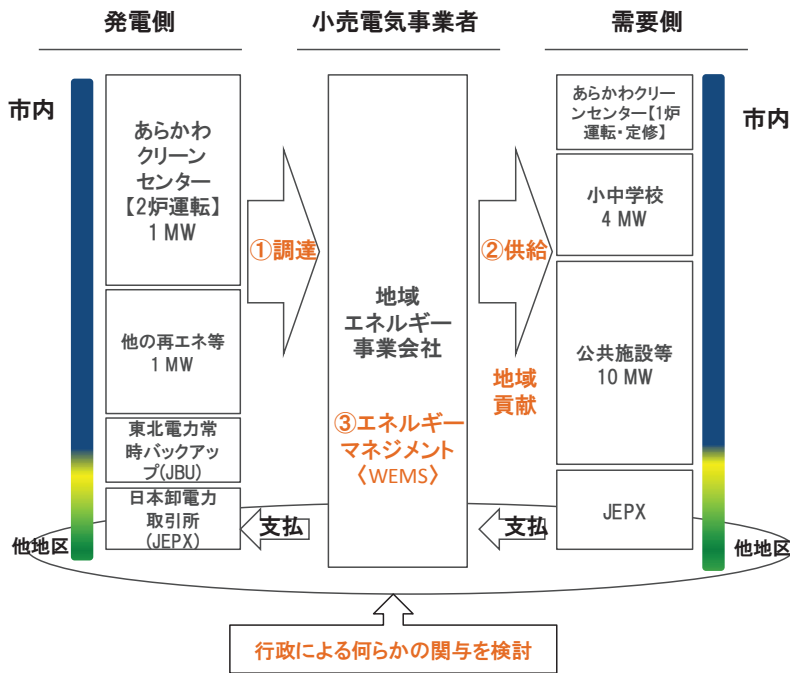 発電側
小売電気事業者
需要側
市内
あらかわ
クリーン
センター
【2炉運転】
1 MW
他の再エネ等
1 MW
東北電力常
時バックアッ
プ(JBU)
日本卸電力
取引所
(JEPX)
他地区
①調達
支払
地域
エネルギー
事業会社
③エネルギー
マネジメント
〈WEMS〉
②供給
地域
貢献
支払
あらかわクリー
ンセンター【1炉
運転・定修】
小中学校
4 MW
公共施設等
10 MW
JEPX
市内
他地区
行政による何らかの関与を検討